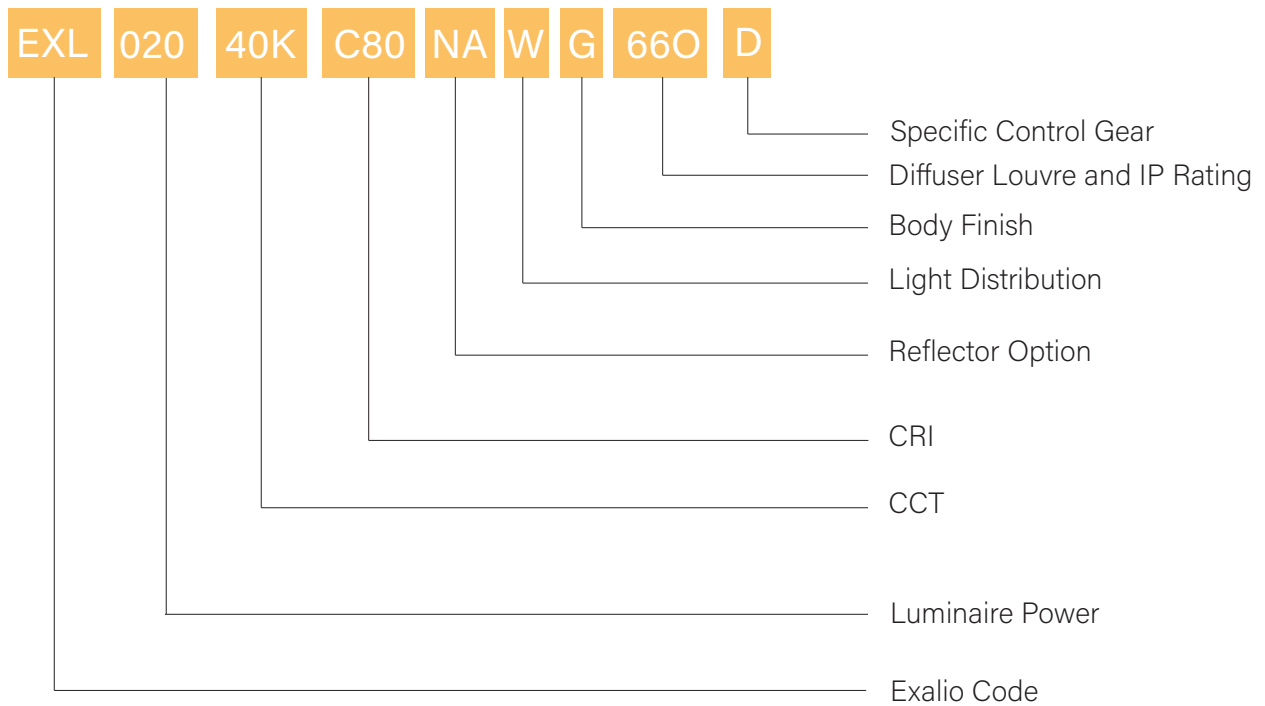 EXL 020 40K C80 NA W G 66O D
Specific Control Gear
Diffuser Louvre and IP Rating
Body Finish
Light Distribution
Reflector Option
CRI
CCT
Luminaire Power
Exalio Code